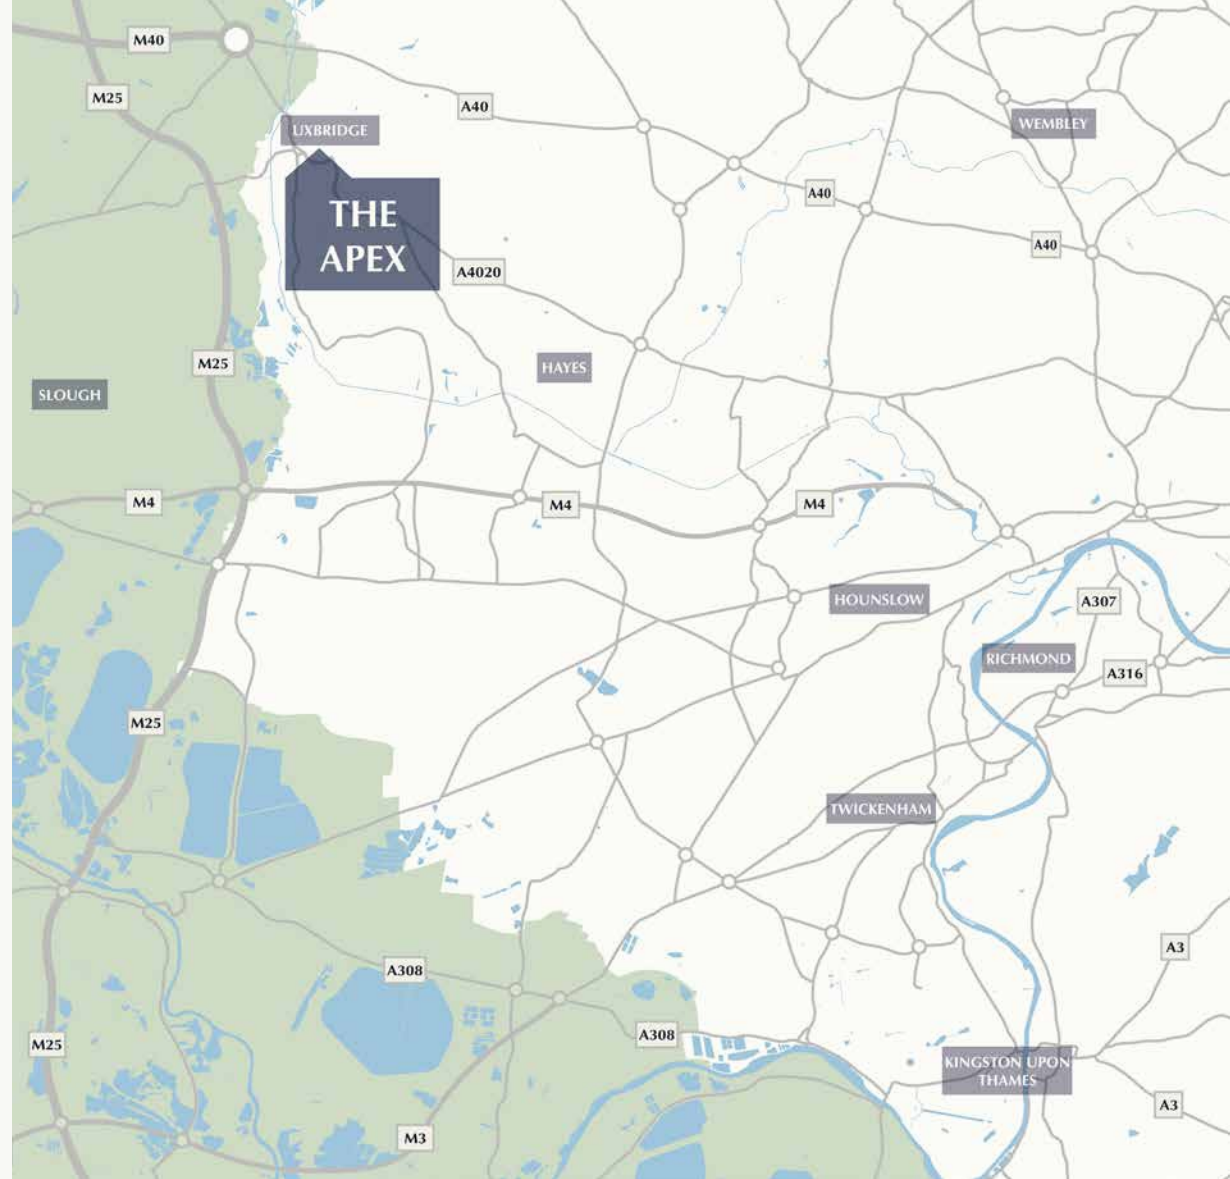 M40
M25
A40
UXBRIDGE
WEMBLEY
A40
THE
APEX
A40
A4020
M25
HAYES
SLOUGH
M4
M4
M4
HOUNSLOW
A307
RICHMOND
A316
M25
TWICKENHAM
A3
A308
A308
M25
KINGSTON UPON
THAMES
A3
M3